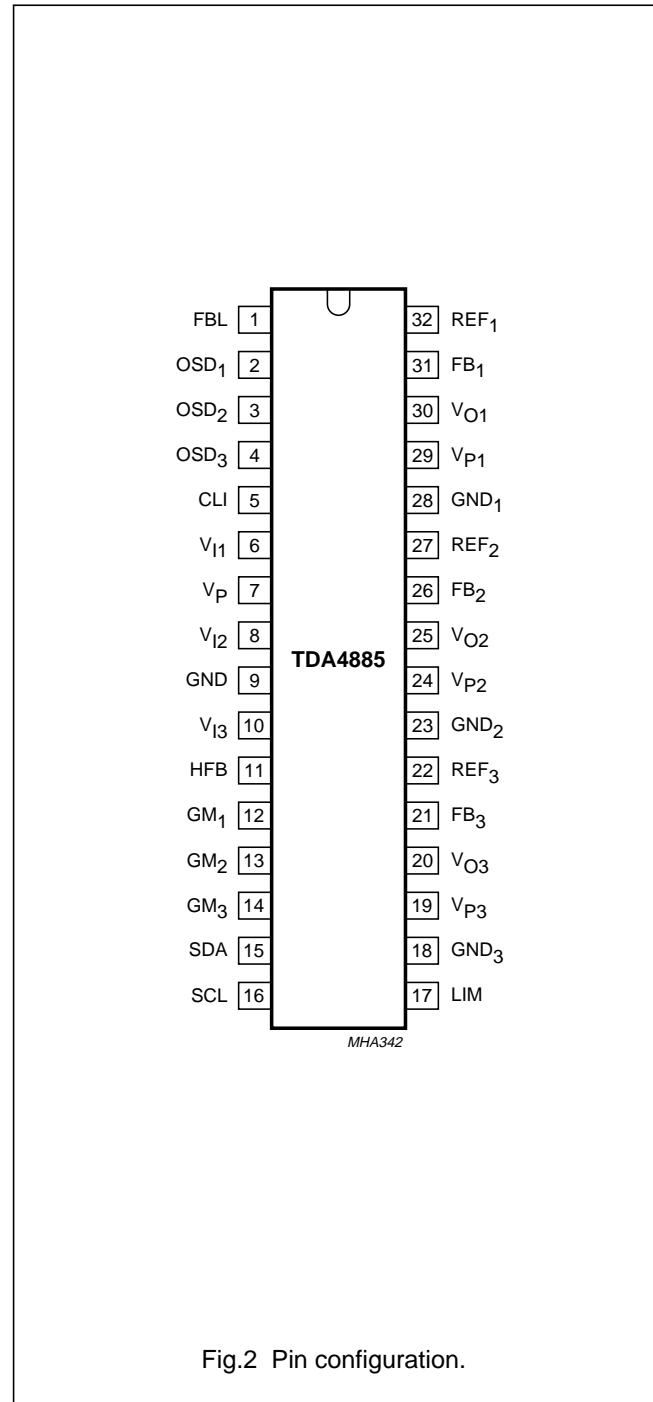 FBL 1 32 REF1
OSD1 2 31 FB1
OSD2 3 30 VO1
OSD3 4 29 VP1
CLI 5 28 GND1
VI1 6 27 REF2
VP 7 26 FB2
VI2 8 25 VO2
TDA4885
GND 9 24 VP2
VI3 10 23 GND2
HFB 11 22 REF3
GM1 12 21 FB3
GM2 13 20 VO3
GM3 14 19 VP3
SDA 15 18 GND3
SCL 16 17 LIM
MHA342
Fig.2 Pin configuration.